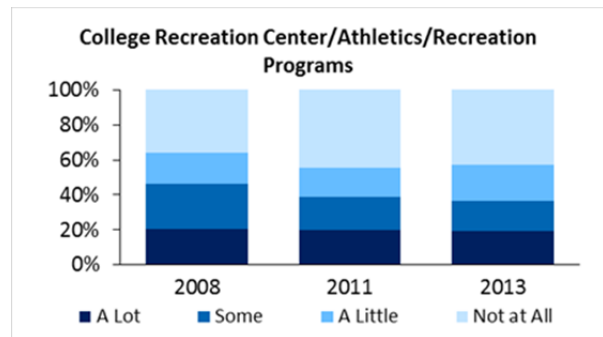 College Recreation Center/Athletics/Recreation
Programs
100%
80%
60%
40%
20%
0%
2008 2011 2013
A Lot Some A Little Not at All